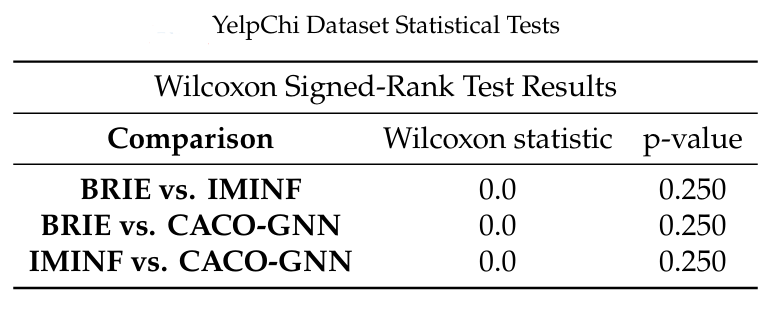 YelpChi Dataset Statistical Tests
Wilcoxon Signed-Rank Test Results
Comparison Wilcoxon statistic p-value
BRIE vs. IMINF 0.0 0.250
BRIE vs. CACO-GNN 0.0 0.250
IMINF vs. CACO-GNN 0.0 0.250